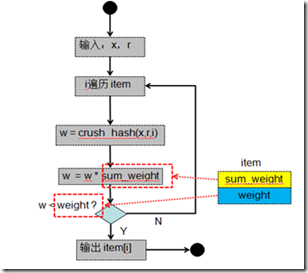 输入：x，r
i遍历 item
w = crush_hash(x,r,i)
w = w * sum_weight
item
sum_weight
weight
w < weight？
N
Y
输出 item[i]